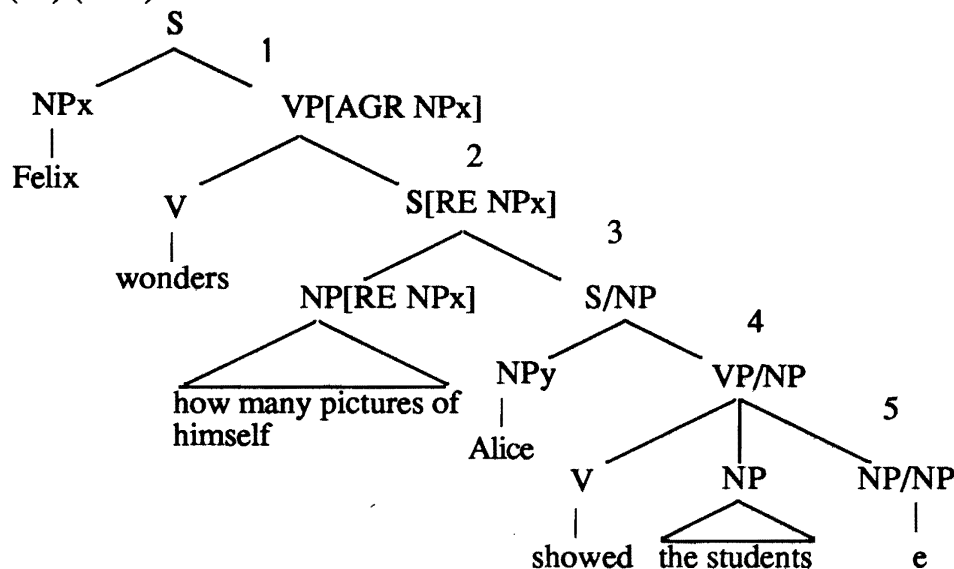 S
1
NPx VP[AGR NPx]
Felix
2
V S[RE NPx]
3
wonders
NP[RE NPx] S/NP
4
NPy VP/NP
how many pictures of
himself
5
Alice
V NP NP/NP
showed the students e